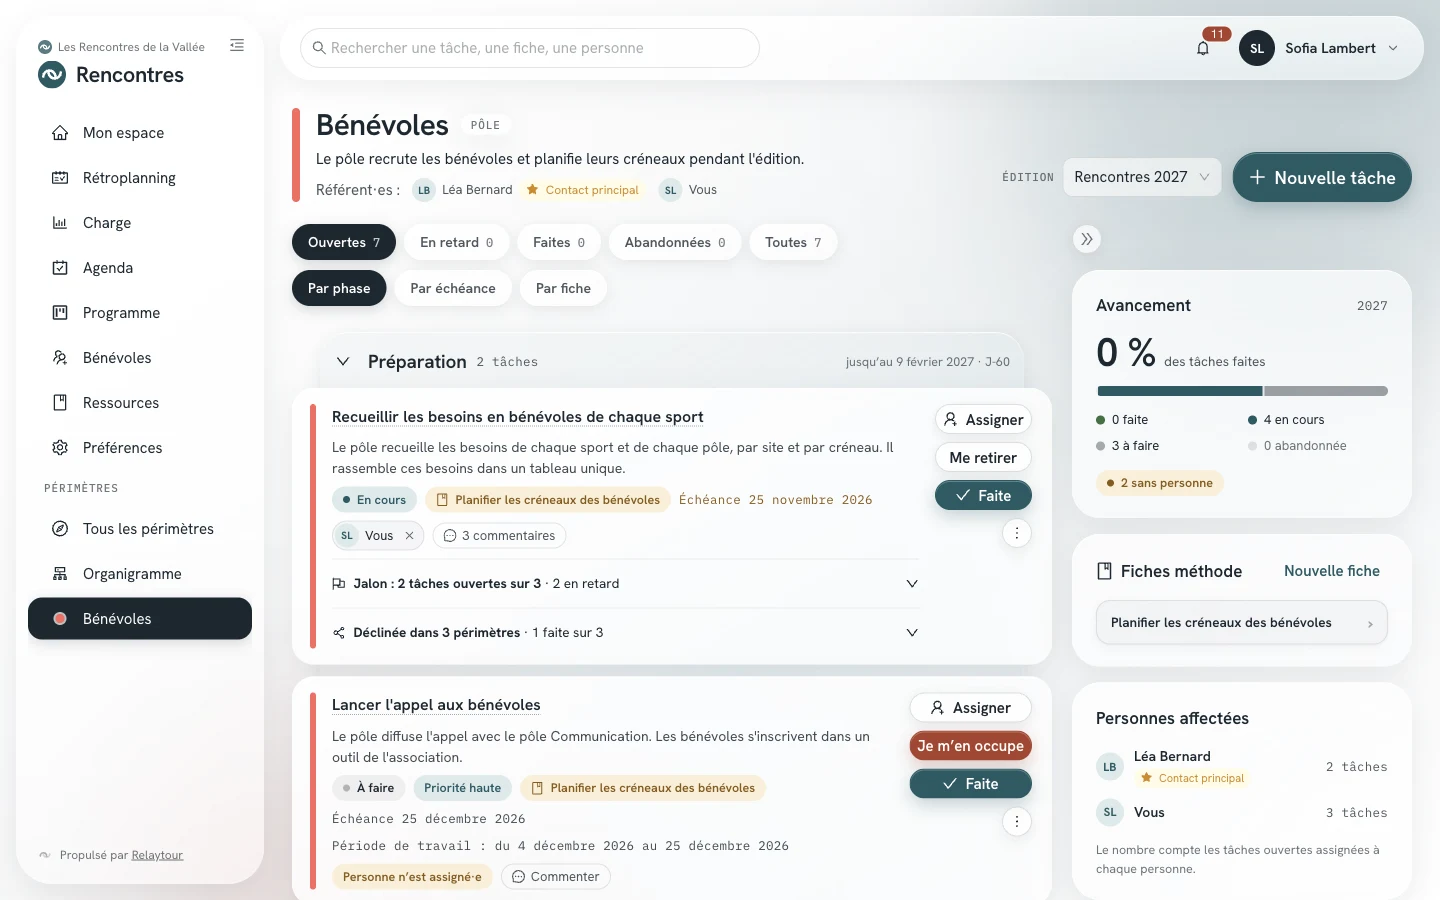 Les Rencontres de la Vallée
Rencontres
Mon espace
Rétroplanning
Charge
Agenda
Programme
Bénévoles
Ressources
Préférences
PÉRIMÈTRES
Tous les périmètres
Organigramme
Bénévoles
Propulsé par Relaytour
Rechercher une tâche, une fiche, une personne
11
SL
Sofia Lambert
Bénévoles
PÔLE
Le pôle recrute les bénévoles et planifie leurs créneaux pendant l'édition.
Référent·es : LB Léa Bernard Contact principal SL Vous
ÉDITION Rencontres 2027
Nouvelle tâche
Ouvertes 7
En retard 0
Faites 0
Abandonnées 0
Toutes 7
Par phase
Par échéance
Par fiche
Préparation 2 tâches
jusqu’au 9 février 2027 · J-60
Recueillir les besoins en bénévoles de chaque sport
Le pôle recueille les besoins de chaque sport et de chaque pôle, par site et par créneau. Il
rassemble ces besoins dans un tableau unique.
En cours
Planifier les créneaux des bénévoles
Échéance 25 novembre 2026
SL Vous
3 commentaires
Assigner
Me retirer
Faite
Jalon : 2 tâches ouvertes sur 3 · 2 en retard
Déclinée dans 3 périmètres · 1 faite sur 3
Lancer l'appel aux bénévoles
Le pôle diffuse l'appel avec le pôle Communication. Les bénévoles s'inscrivent dans un
outil de l'association.
À faire
Priorité haute
Planifier les créneaux des bénévoles
Échéance 25 décembre 2026
Période de travail : du 4 décembre 2026 au 25 décembre 2026
Personne n’est assigné·e
Commenter
Assigner
Je m’en occupe
Faite
Avancement
2027
0 % des tâches faites
0 faite
4 en cours
3 à faire
0 abandonnée
2 sans personne
Fiches méthode
Nouvelle fiche
Planifier les créneaux des bénévoles
Personnes affectées
LB
Léa Bernard
Contact principal
2 tâches
SL
Vous
3 tâches
Le nombre compte les tâches ouvertes assignées à
chaque personne.